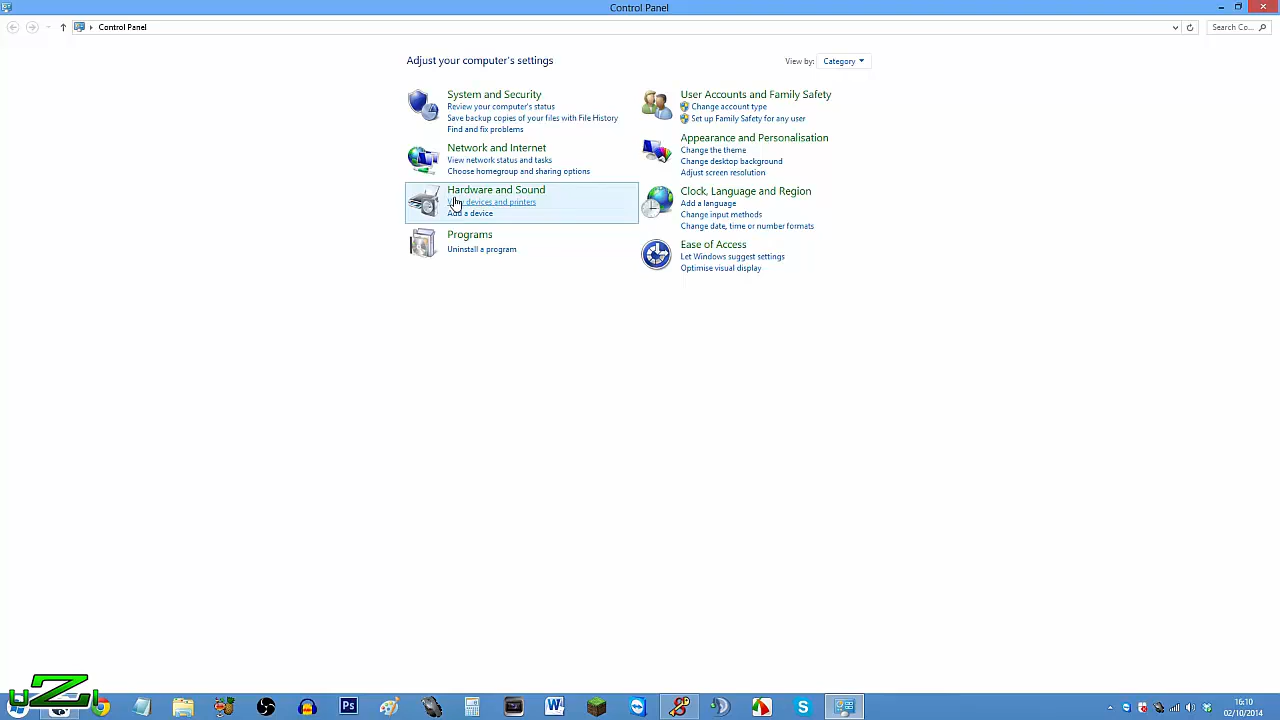 Control Panel
Control Panel
Search Co...
Adjust your computer's settings
View by: Category
System and Security
Review your computer's status
Save backup copies of your files with File History
Find and fix problems
Network and Internet
View network status and tasks
Choose homegroup and sharing options
Hardware and Sound
devices and printers
Add a device
Programs
Uninstall a program
User Accounts and Family Safety
Change account type
Set up Family Safety for any user
Appearance and Personalisation
Change the theme
Change desktop background
Adjust screen resolution
Clock, Language and Region
Add a language
Change input methods
Change date, time or number formats
Ease of Access
Let Windows suggest settings
Optimise visual display
uZi
Ps
W
S
16:10
02/10/2014